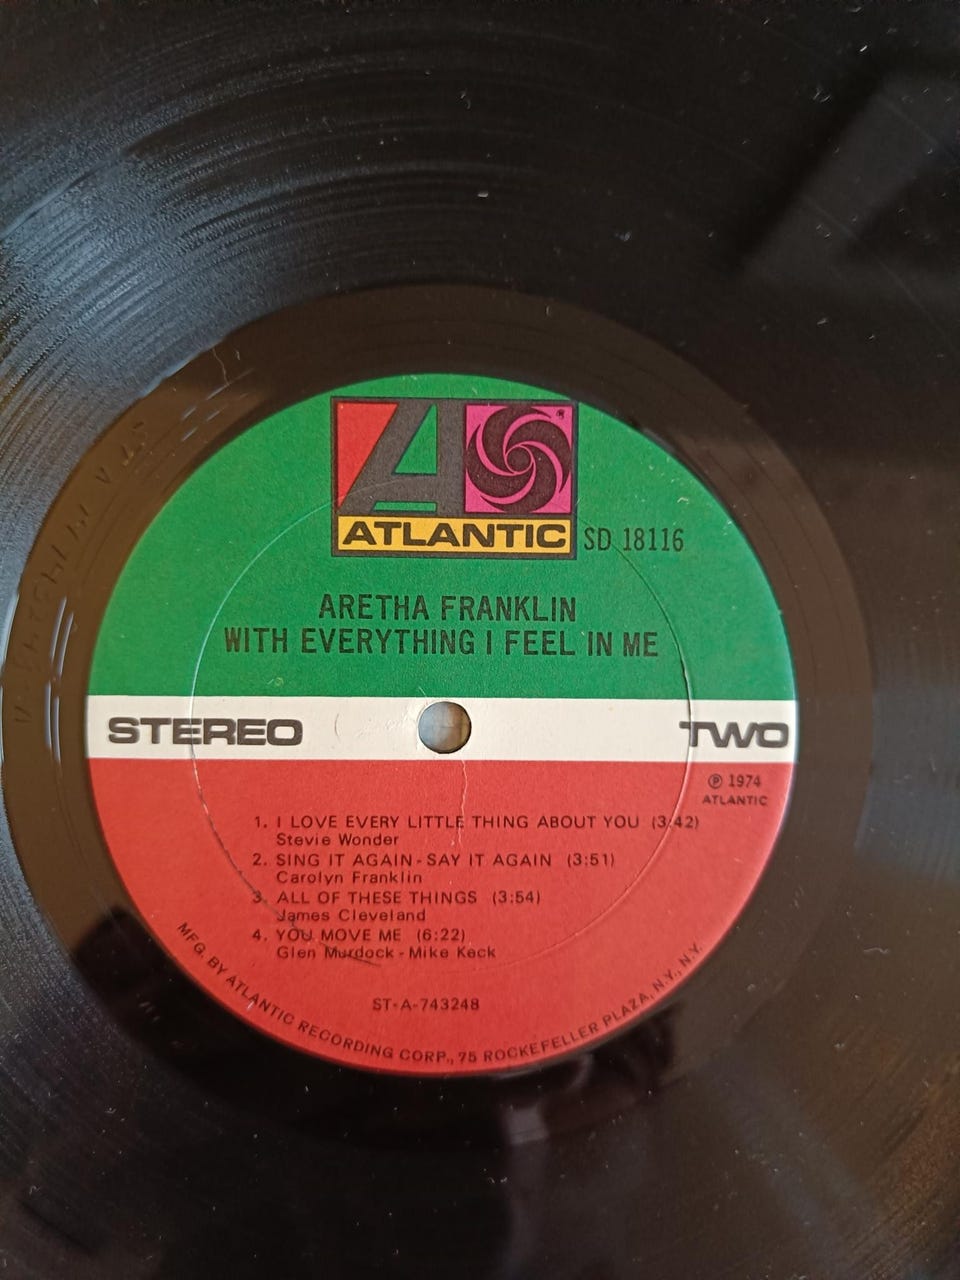 ATLANTIC
SD 18116
ARETHA FRANKLIN
WITH EVERYTHING I FEEL IN ME
STEREO
TWO
℗ 1974
ATLANTIC
1. I LOVE EVERY LITTLE THING ABOUT YOU (3:42)
Stevie Wonder
2. SING IT AGAIN - SAY IT AGAIN (3:51)
Carolyn Franklin
3. ALL OF THESE THINGS (3:54)
James Cleveland
4. YOU MOVE ME (6:22)
Glen Murdock - Mike Keck
ST-A-743248
MFG. BY ATLANTIC RECORDING CORP., 75 ROCKEFELLER PLAZA, N.Y., N.Y.